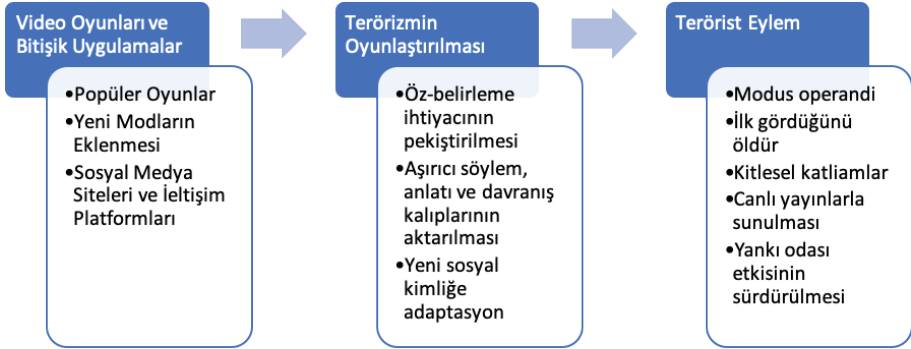 Video Oyunları ve
Bitişik Uygulamalar
•Popüler Oyunlar
•Yeni Modların
Eklenmesi
•Sosyal Medya
Siteleri ve İeltişim
Platformları
Terörizmin
Oyunlaştırılması
•Öz-belirleme
ihtiyacının
pekiştirilmesi
•Aşırıcı söylem,
anlatı ve davranış
kalıplarının
aktarılması
•Yeni sosyal
kimliğe
adaptasyon
Terörist Eylem
•Modus operandi
•İlk gördüğünü
öldür
•Kitlesel katliamlar
•Canlı yayınlarla
sunulması
•Yankı odası
etkisinin
sürdürülmesi